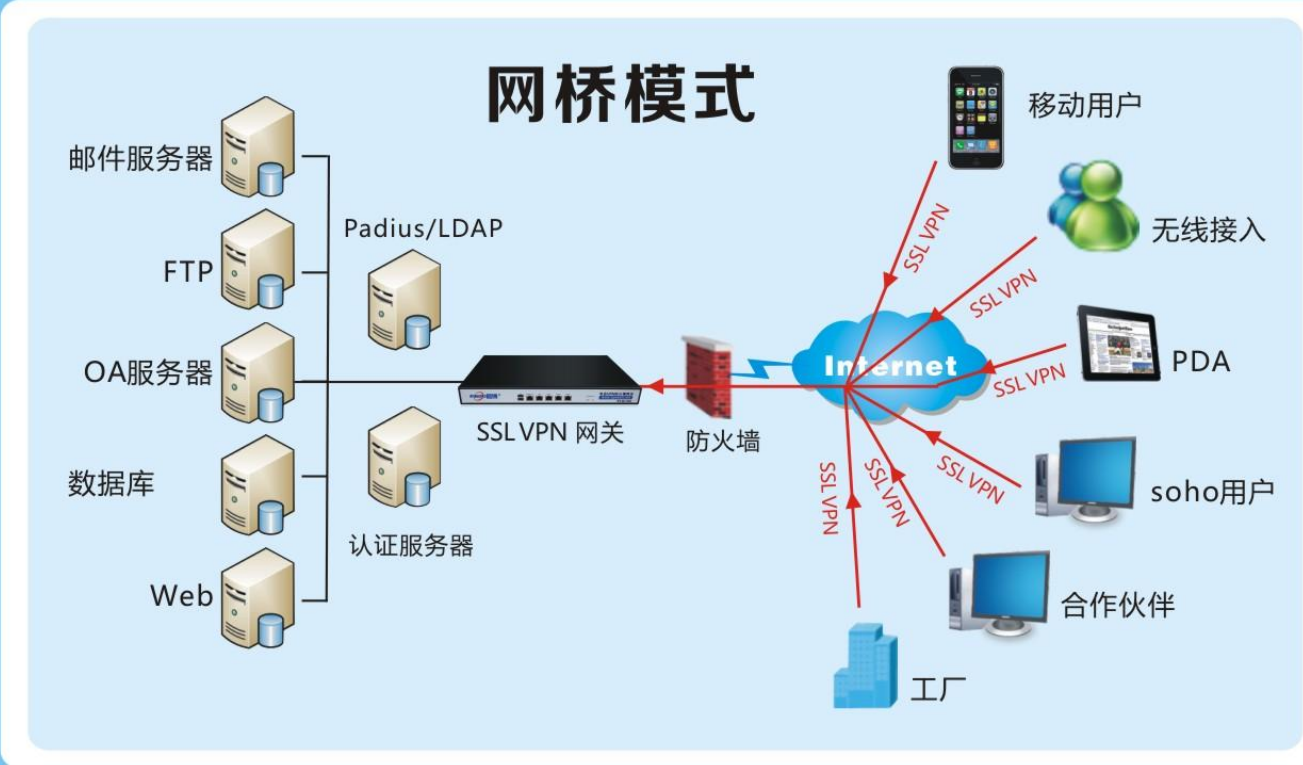 网桥模式
移动用户
邮件服务器
Padius/LDAP
无线接入
SSL VPN
SSL VPN
FTP
Internet
OA服务器
PDA
SSL VPN
SSL VPN 网关
防火墙
SSL VPN
SSL VPN
SSL VPN
数据库
soho用户
认证服务器
Web
合作伙伴
工厂